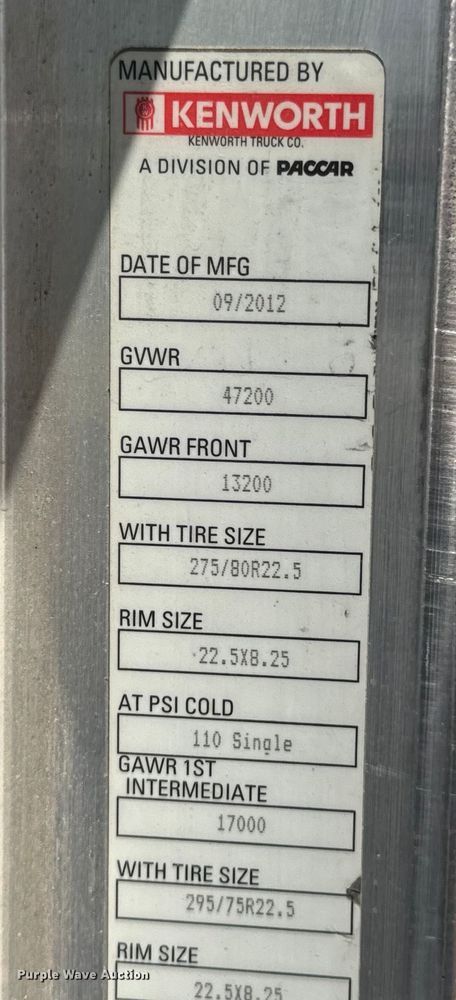 MANUFACTURED BY
KENWORTH
KENWORTH TRUCK CO.
A DIVISION OF PACCAR
DATE OF MFG
09/2012
GVWR
47200
GAWR FRONT
13200
WITH TIRE SIZE
275/80R22.5
RIM SIZE
22.5X8.25
AT PSI COLD
110 Single
GAWR 1ST
INTERMEDIATE
17000
WITH TIRE SIZE
295/75R22.5
RIM SIZE
22.5X8.25
Purple Wave Auction